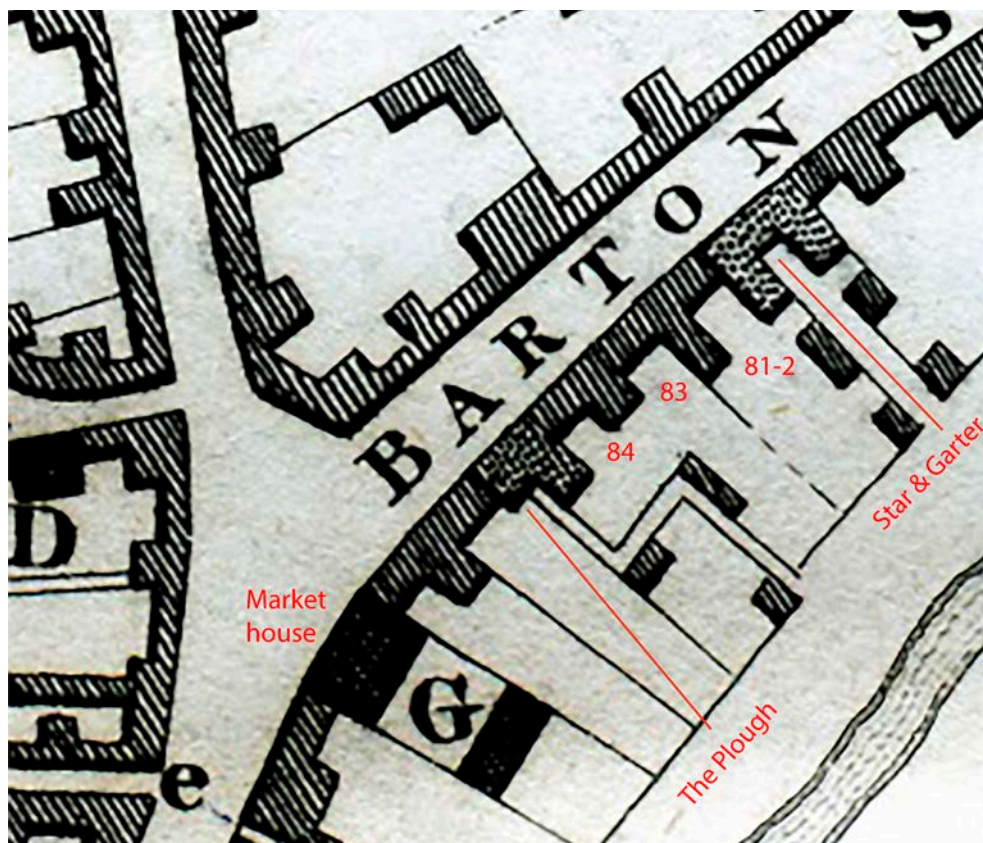 BARTON S
81-2
83
84
Star & Garter
D
Market
house
G
The Plough
e